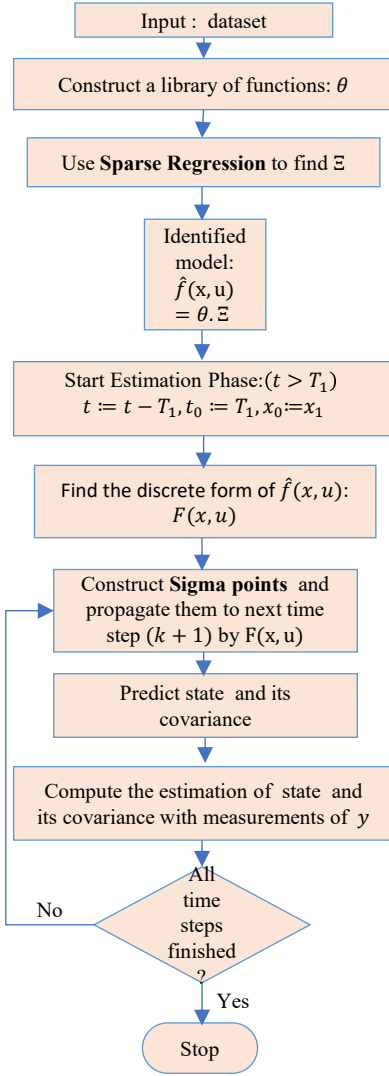 Input :  dataset
Construct a library of functions: θ
Use Sparse Regression to find Ξ
Identified
model:
f̂(x, u)
= θ. Ξ
Start Estimation Phase:(t > T₁)
t ≔ t − T₁, t₀ ≔ T₁, x₀≔x₁
Find the discrete form of f̂(x, u):
F(x, u)
Construct Sigma points and
propagate them to next time
step (k + 1) by F(x, u)
Predict state and its
covariance
Compute the estimation of state and
its covariance with measurements of y
All
time
steps
finished
?
No
Yes
Stop